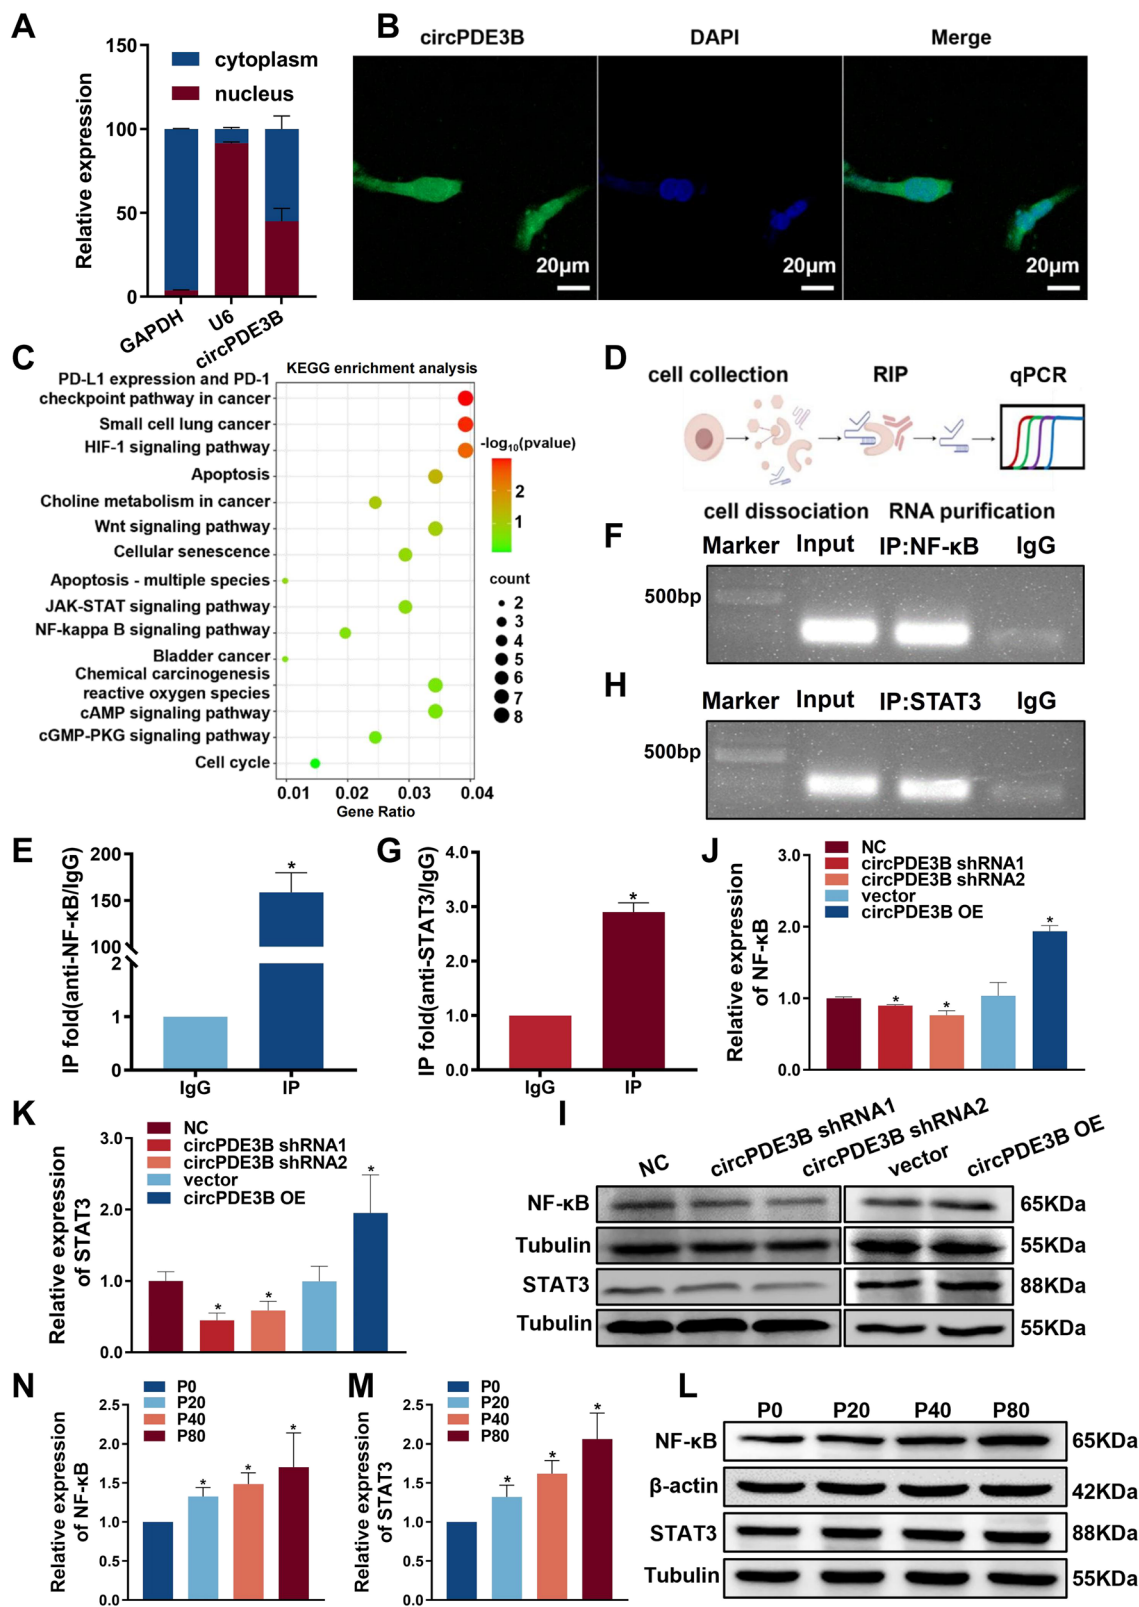 A
150
100
50
0
Relative expression
cytoplasm
nucleus
GAPDH
U6
circPDE3B
B
circPDE3B
DAPI
Merge
20μm
20μm
20μm
C
KEGG enrichment analysis
PD-L1 expression and PD-1
checkpoint pathway in cancer
Small cell lung cancer
HIF-1 signaling pathway
Apoptosis
Choline metabolism in cancer
Wnt signaling pathway
Cellular senescence
Apoptosis - multiple species
JAK-STAT signaling pathway
NF-kappa B signaling pathway
Bladder cancer
Chemical carcinogenesis
reactive oxygen species
cAMP signaling pathway
cGMP-PKG signaling pathway
Cell cycle
0.01 0.02 0.03 0.04
Gene Ratio
-log10(pvalue)
2
1
count
2
3
4
5
6
7
8
D
cell collection
RIP
qPCR
cell dissociation
RNA purification
F
Marker Input IP:NF-κB IgG
500bp
H
Marker Input IP:STAT3 IgG
500bp
E
IP fold(anti-NF-κB/IgG)
200
150
100
2
1
0
*
IgG IP
G
IP fold(anti-STAT3/IgG)
4.0
3.0
2.0
1.0
0.0
*
IgG IP
J
Relative expression
of NF-κB
3.0
2.0
1.0
0.0
NC
circPDE3B shRNA1
circPDE3B shRNA2
vector
circPDE3B OE
* * *
K
Relative expression
of STAT3
3.0
2.0
1.0
0.0
NC
circPDE3B shRNA1
circPDE3B shRNA2
vector
circPDE3B OE
* * *
I
NC
circPDE3B shRNA1
circPDE3B shRNA2
vector
circPDE3B OE
NF-κB 65KDa
Tubulin 55KDa
STAT3 88KDa
Tubulin 55KDa
N
Relative expression
of NF-κB
2.5
2.0
1.5
1.0
0.5
0.0
P0
P20
P40
P80
* * *
M
Relative expression
of STAT3
2.5
2.0
1.5
1.0
0.5
0.0
P0
P20
P40
P80
* * *
L
P0 P20 P40 P80
NF-κB 65KDa
β-actin 42KDa
STAT3 88KDa
Tubulin 55KDa